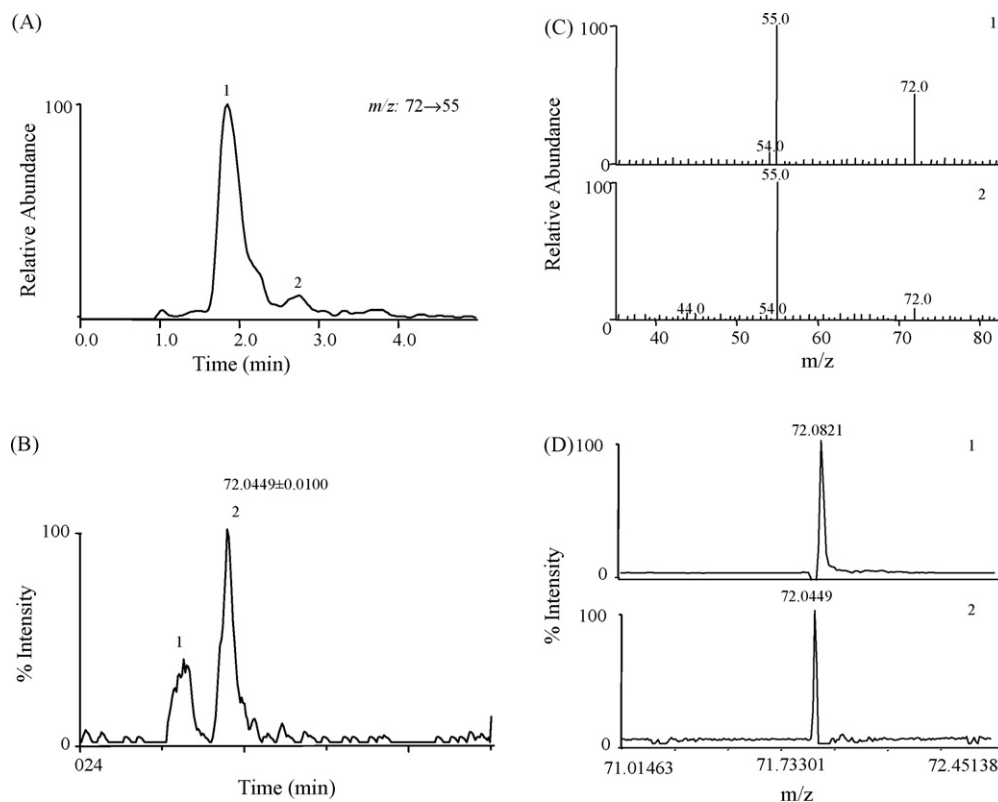 (A)
1
100
m/z: 72→55
Relative Abundance
2
0.0 1.0 2.0 3.0 4.0
Time (min)
(C)
55.0
100
1
72.0
54.0
0
55.0
100
2
44.0 54.0 72.0
0
Relative Abundance
40 50 60 70 80
m/z
(B)
72.0449±0.0100
2
100
% Intensity
1
0
024
Time (min)
(D)
72.0821
100
1
0
72.0449
100
2
% Intensity
0
71.01463 71.73301 72.45138
m/z